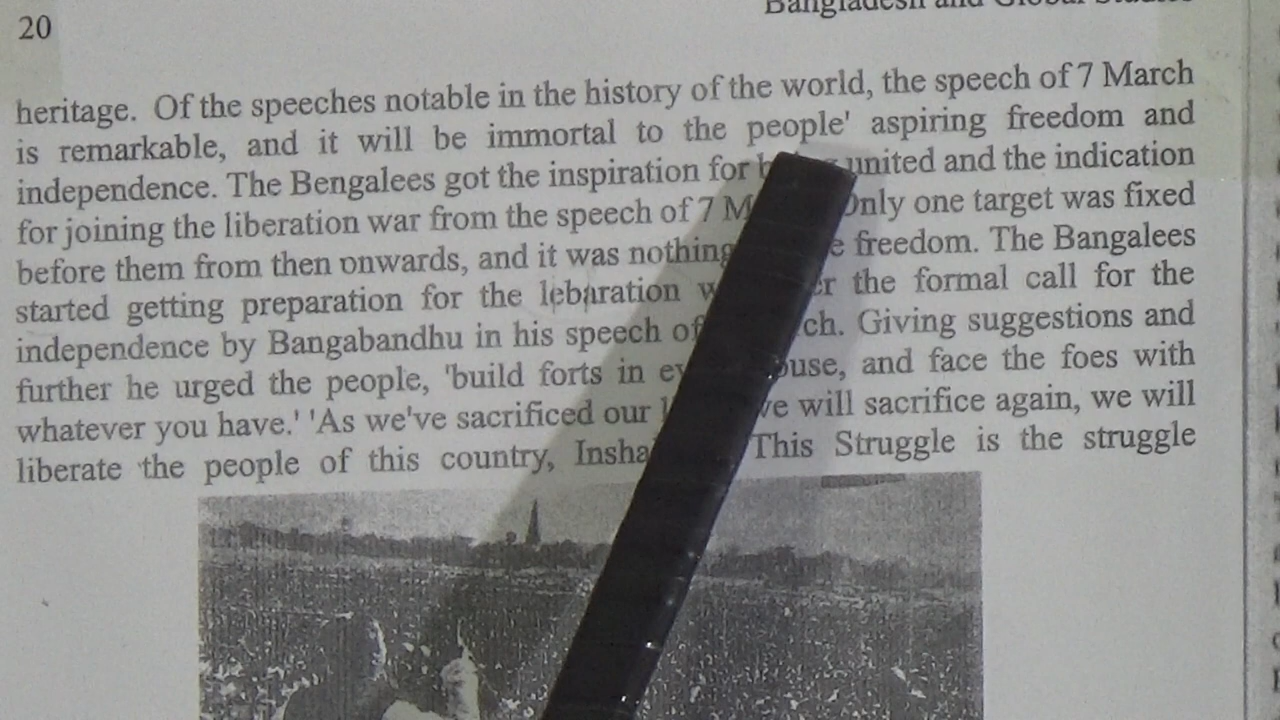 20
Bangladesh and Global Studies
heritage. Of the speeches notable in the history of the world, the speech of 7 March
is remarkable, and it will be immortal to the people' aspiring freedom and
independence. The Bengalees got the inspiration for united and the indication
for joining the liberation war from the speech of 7 Only one target was fixed
before them from then onwards, and it was nothing freedom. The Bangalees
started getting preparation for the lebaration the formal call for the
independence by Bangabandhu in his speech of Giving suggestions and
further he urged the people, 'build forts in and face the foes with
whatever you have.' 'As we've sacrificed our will sacrifice again, we will
liberate the people of this country, This Struggle is the struggle